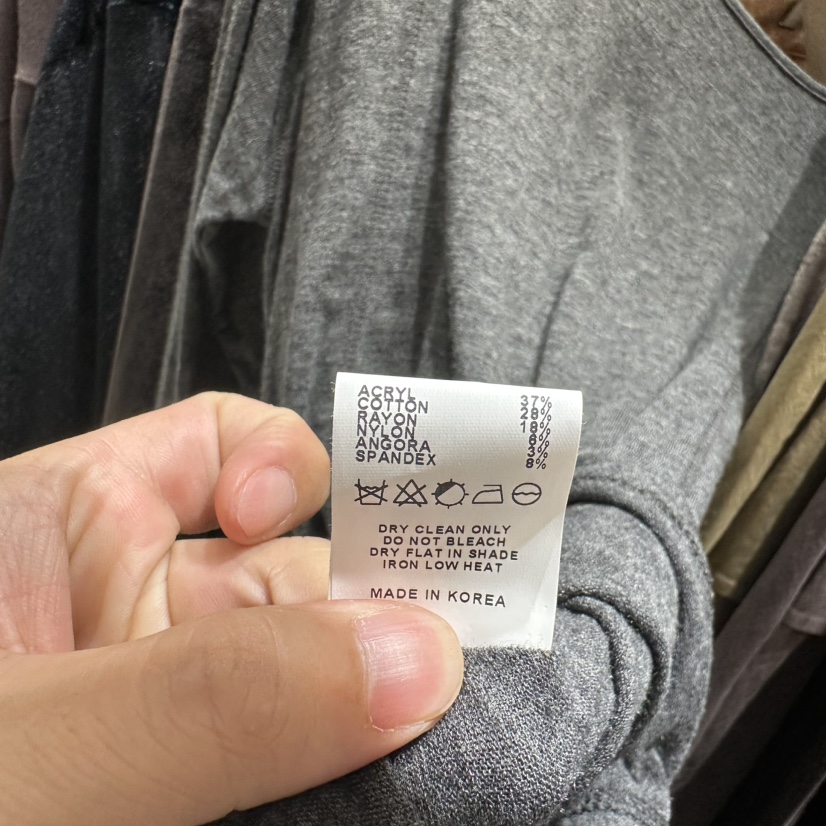 ACRYL 37%
COTTON 28%
RAYON 18%
NYLON 6%
ANGORA 3%
SPANDEX 8%
DRY CLEAN ONLY
DO NOT BLEACH
DRY FLAT IN SHADE
IRON LOW HEAT
MADE IN KOREA